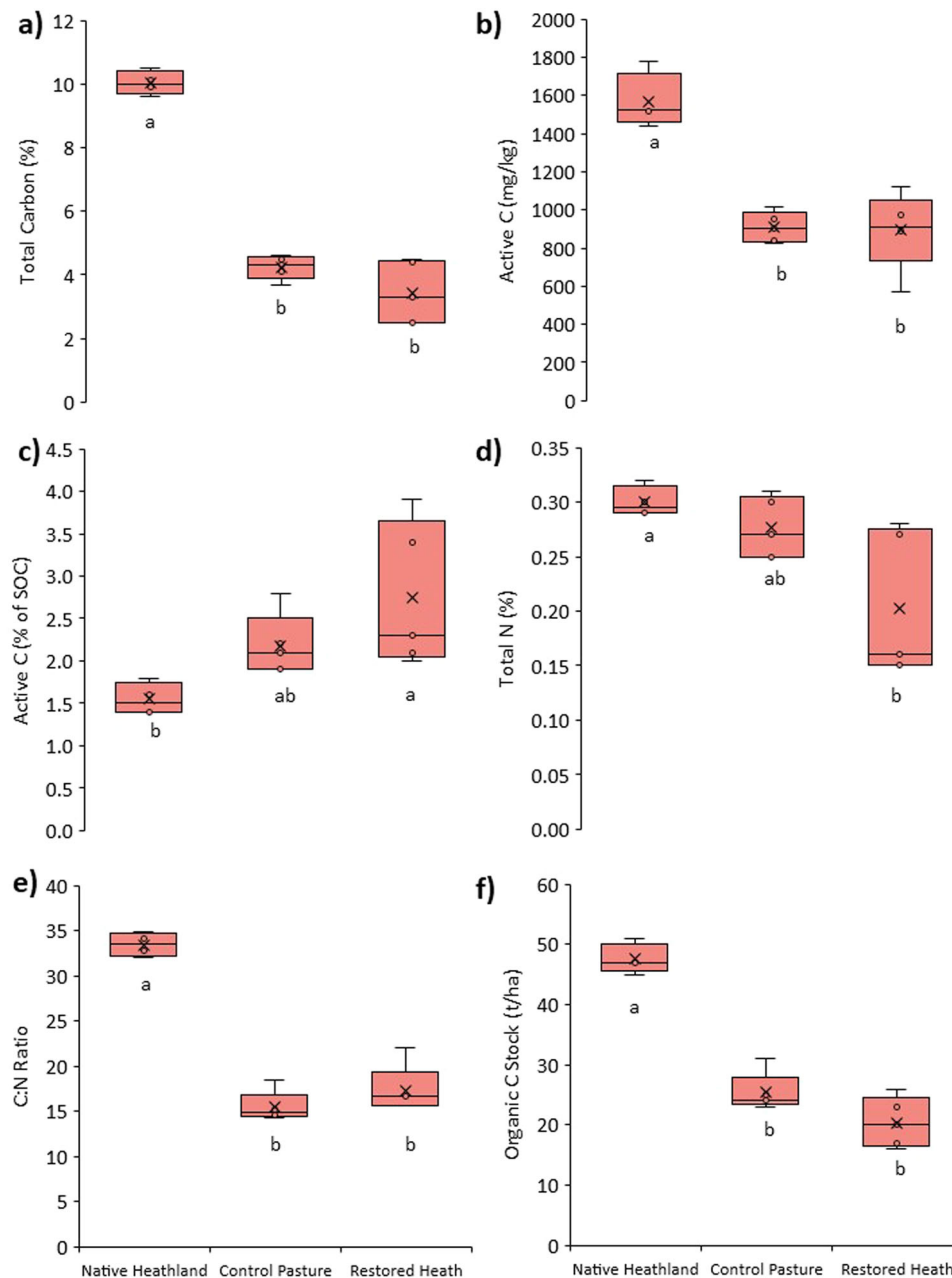 a)
Total Carbon (%)
12
10
8
6
4
2
0
a
b
b
b)
Active C (mg/kg)
2000
1800
1600
1400
1200
1000
800
600
400
200
0
a
b
b
c)
Active C (% of SOC)
4.5
4.0
3.5
3.0
2.5
2.0
1.5
1.0
0.5
0.0
b
ab
a
d)
Total N (%)
0.35
0.30
0.25
0.20
0.15
0.10
0.05
0.00
a
ab
b
e)
C:N Ratio
40
35
30
25
20
15
10
5
0
a
b
b
Native Heathland Control Pasture Restored Heath
f)
Organic C Stock (t/ha)
60
50
40
30
20
10
0
a
b
b
Native Heathland Control Pasture Restored Heath